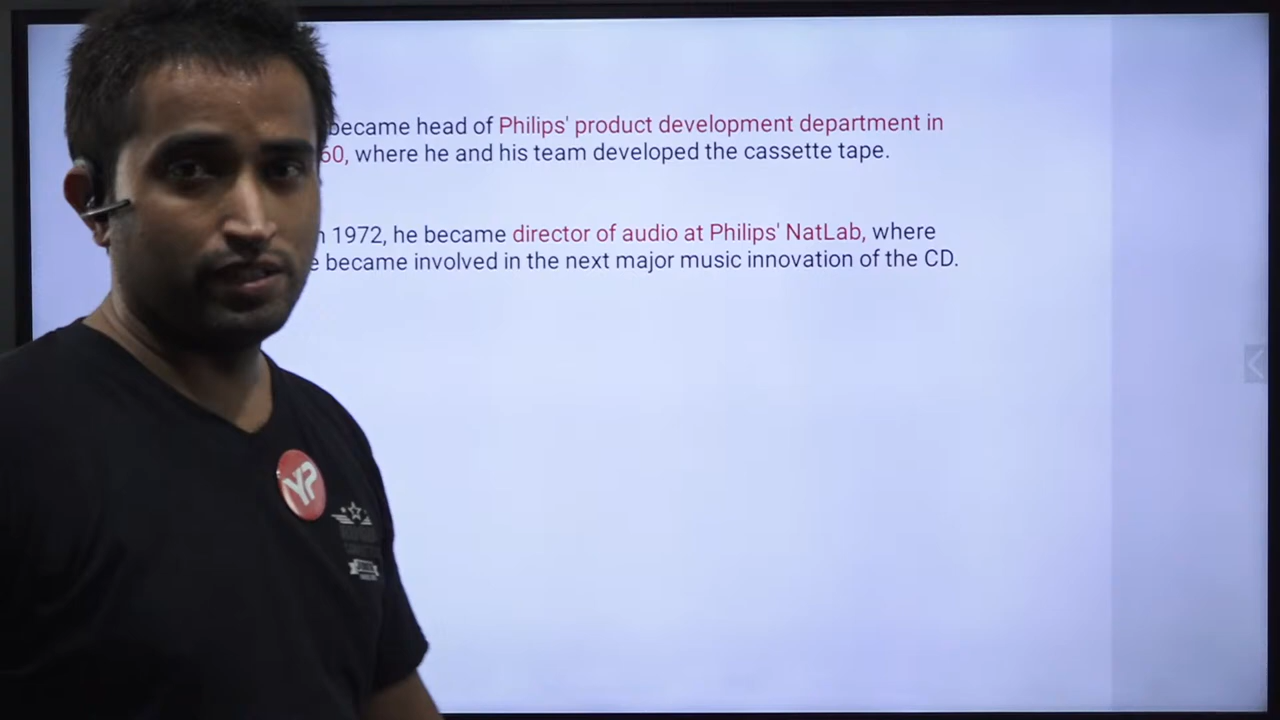 became head of Philips' product development department in
60, where he and his team developed the cassette tape.
1972, he became director of audio at Philips' NatLab, where
became involved in the next major music innovation of the CD.
YP